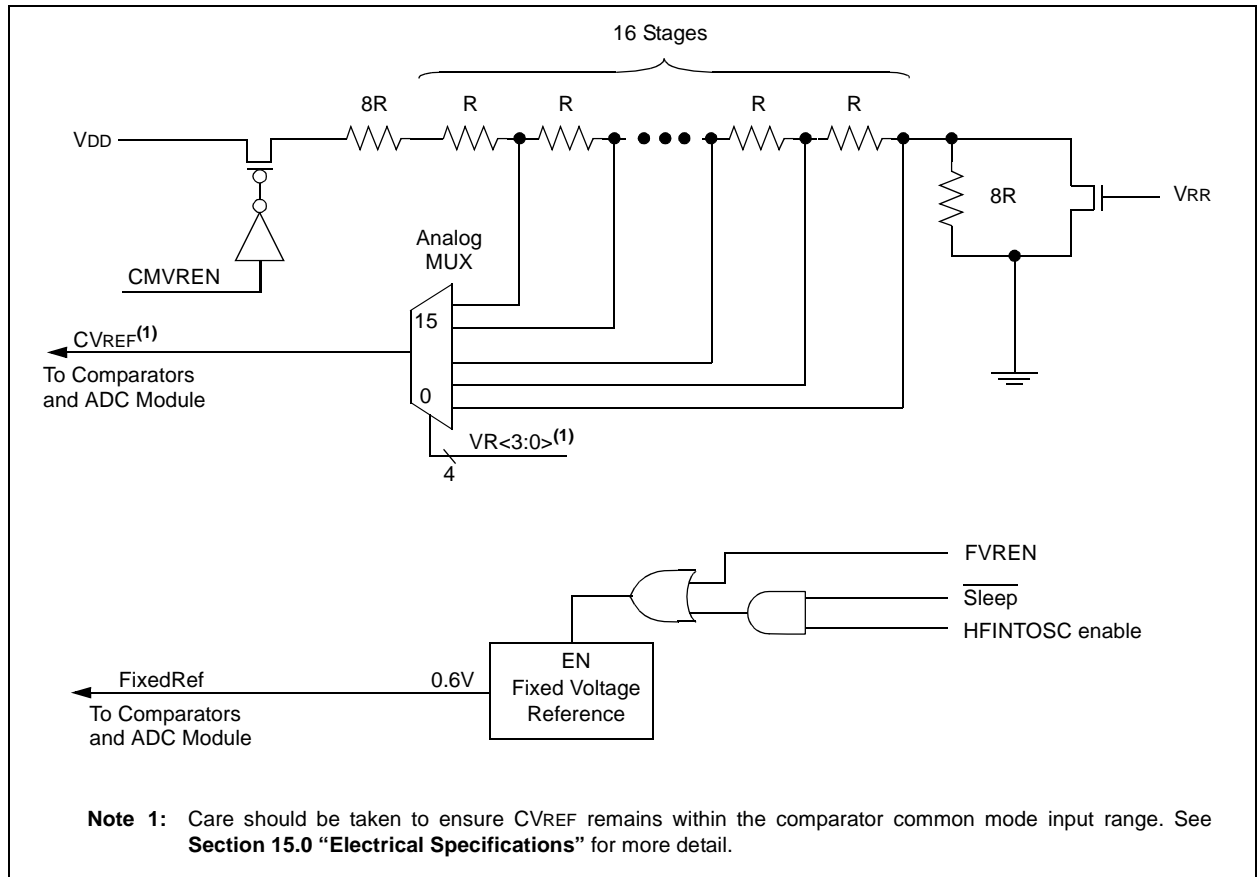 16 Stages
8R
R
R
R
R
VDD
8R
VRR
Analog
MUX
CMVREN
15
CVREF(1)
To Comparators
and ADC Module
0
VR<3:0>(1)
4
FVREN
Sleep
HFINTOSC enable
EN
FixedRef
0.6V
Fixed Voltage
Reference
To Comparators
and ADC Module
Note 1: Care should be taken to ensure CVREF remains within the comparator common mode input range. See
Section 15.0 “Electrical Specifications” for more detail.